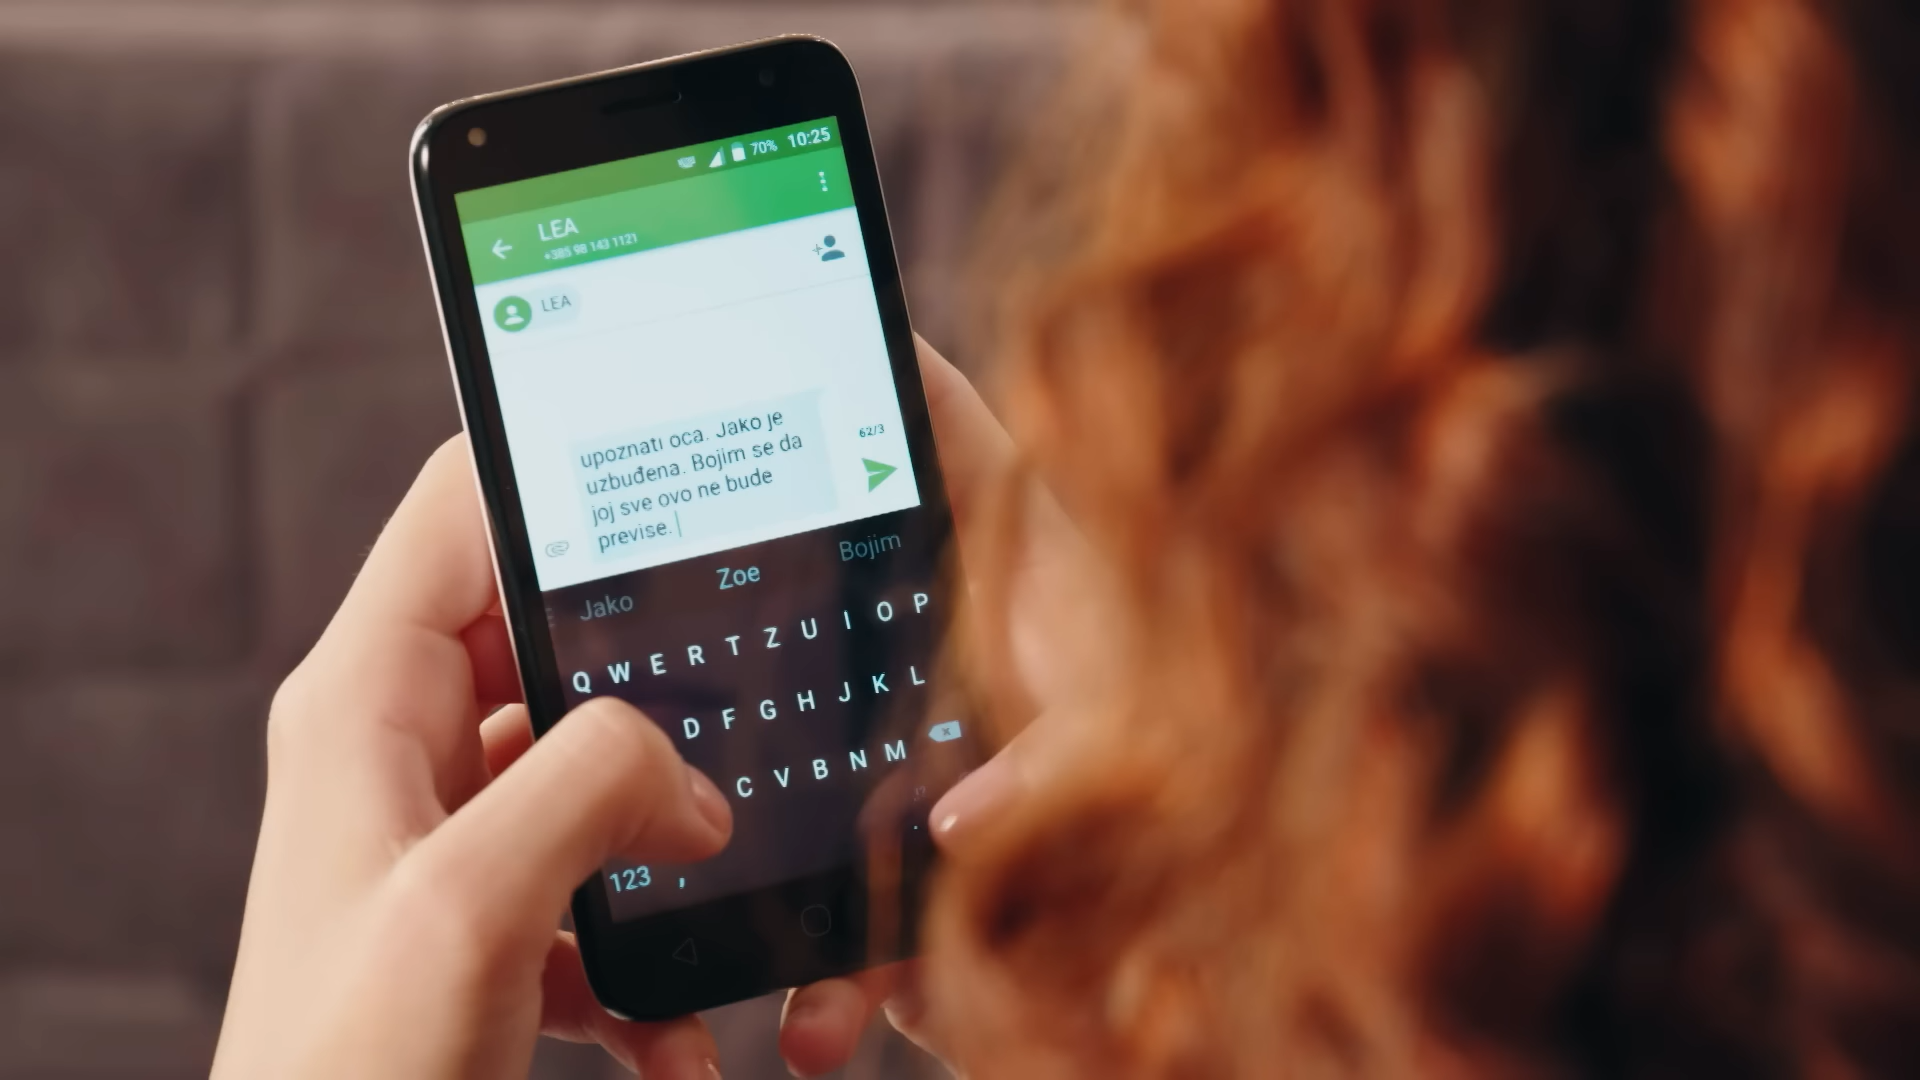 70% 10:25
LEA
+385 98 143 1121
LEA
upoznati oca. Jako je
uzbuđena. Bojim se da
joj sve ovo ne bude
previse.
62/3
Jako Zoe Bojim
Q W E R T Z U I O P
D F G H J K L
C V B N M
123 , .